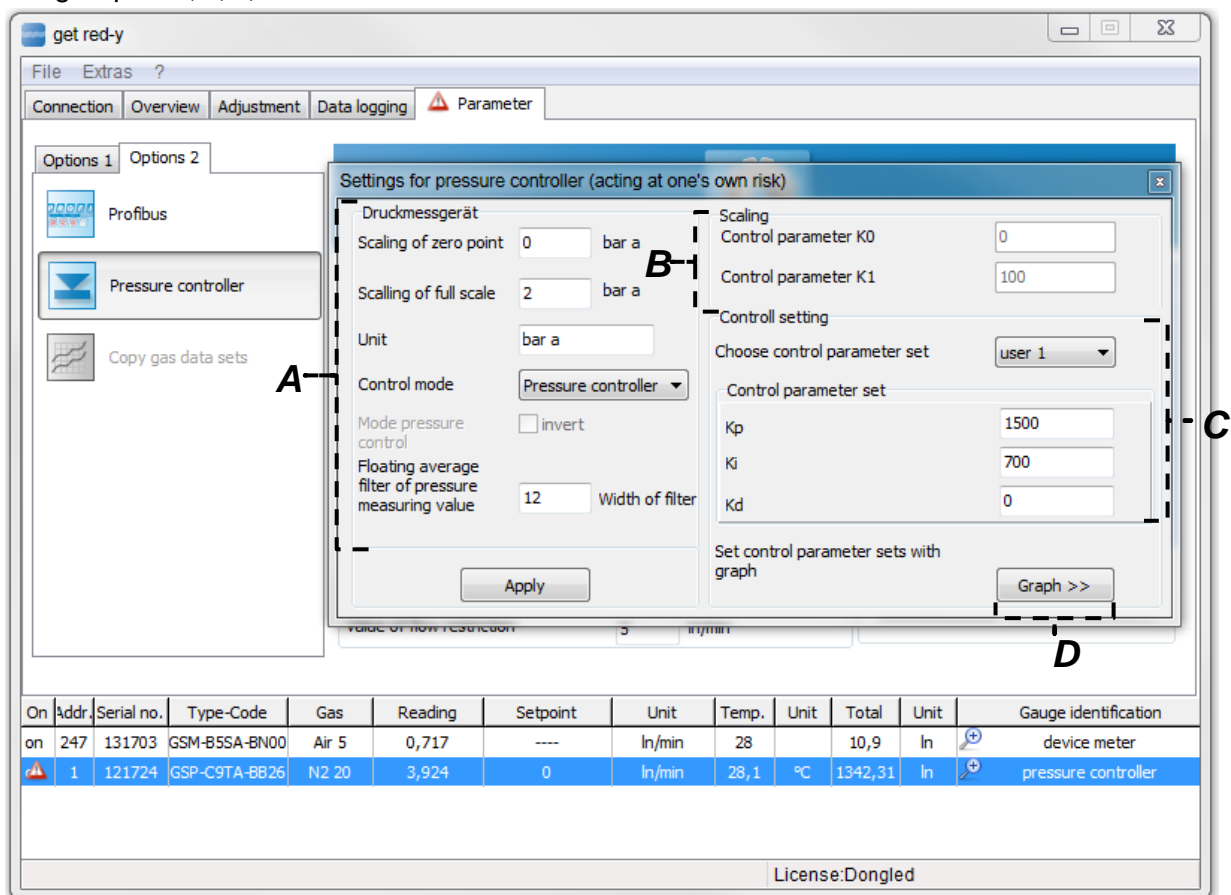 get red-y
File Extras ?
Connection Overview Adjustment Data logging Parameter
Options 1 Options 2
Profibus
Pressure controller
Copy gas data sets
Settings for pressure controller (acting at one's own risk)
A
Druckmessgerät
Scaling of zero point 0 bar a
Scalling of full scale 2 bar a
Unit bar a
Control mode Pressure controller
Mode pressure control invert
Floating average
filter of pressure
measuring value 12 Width of filter
Apply
B
Scaling
Control parameter K0 0
Control parameter K1 100
C
Controll setting
Choose control parameter set user 1
Control parameter set
Kp 1500
Ki 700
Kd 0
Set control parameter sets with
graph
Graph >>
D
value of flow restriction 5 ln/min
On Addr. Serial no. Type-Code Gas Reading Setpoint Unit Temp. Unit Total Unit Gauge identification
on 247 131703 GSM-B5SA-BN00 Air 5 0,717 ---- ln/min 28 10,9 ln device meter
1 121724 GSP-C9TA-BB26 N2 20 3,924 0 ln/min 28,1 °C 1342,31 ln pressure controller
License:Dongled